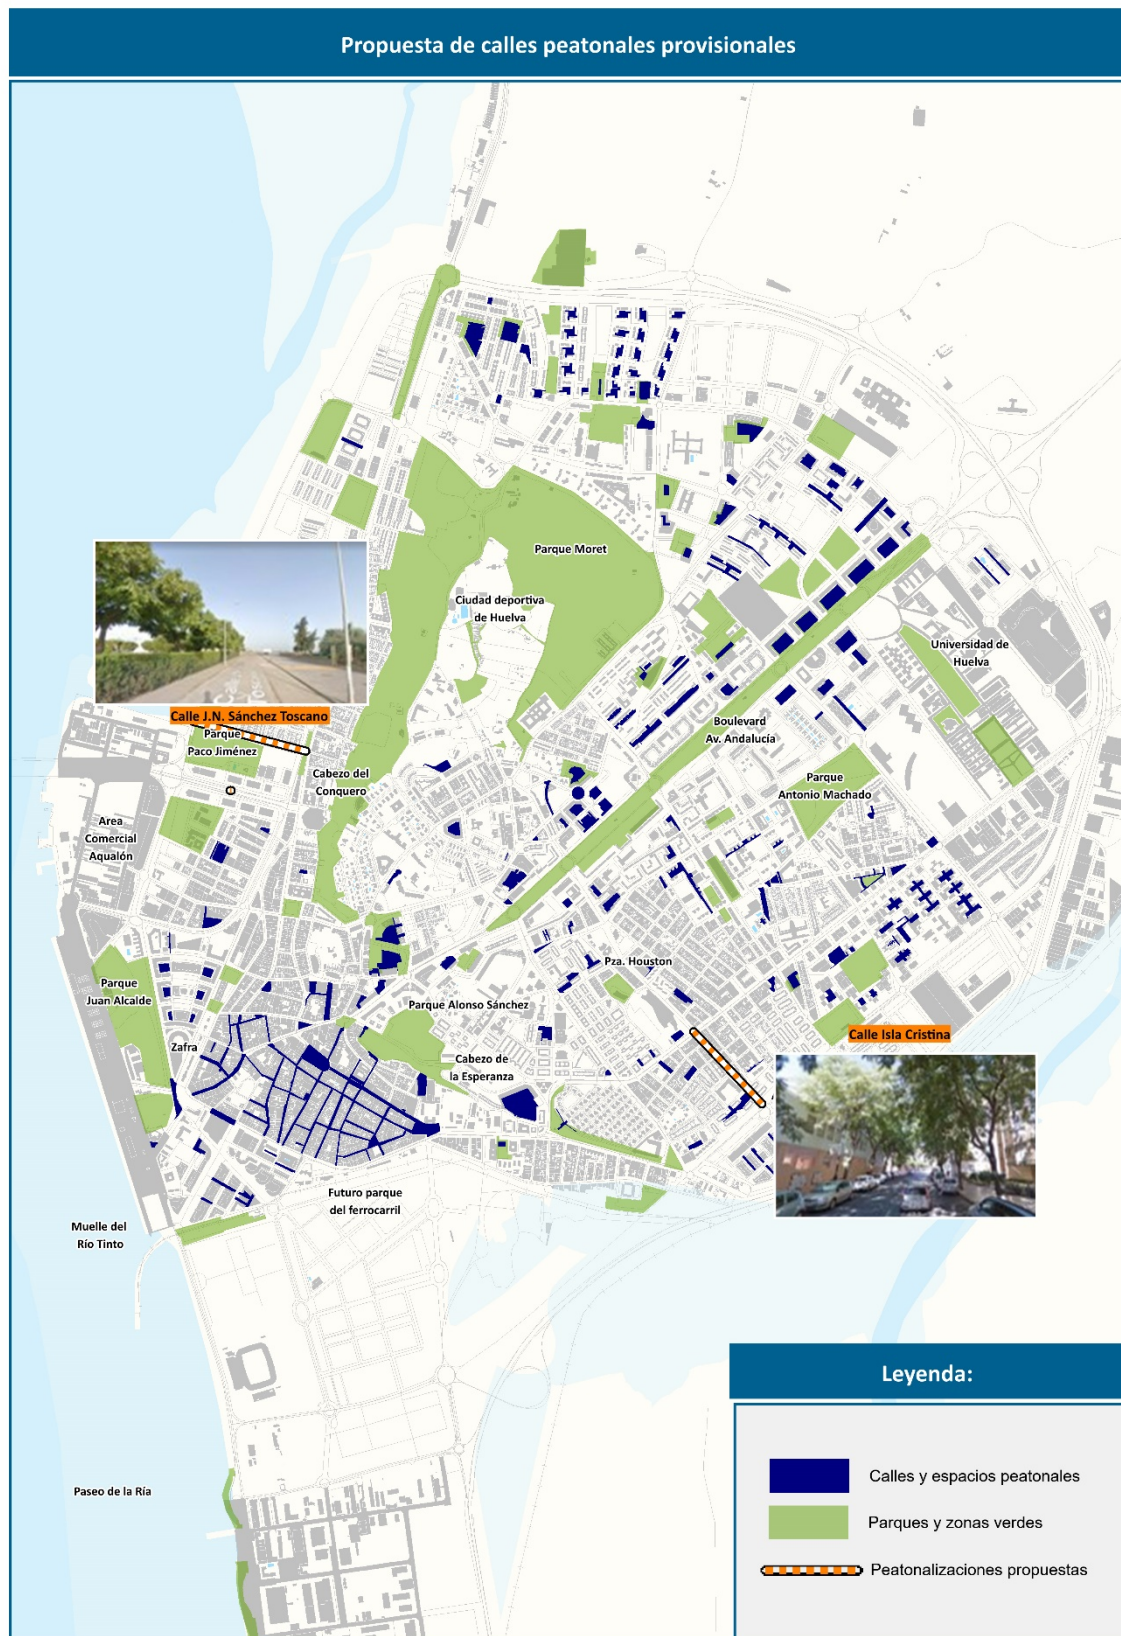 Propuesta de calles peatonales provisionales
Parque Moret
Ciudad deportiva
de Huelva
Universidad de
Huelva
Calle J.N. Sánchez Toscano
Parque
Paco Jiménez
Boulevard
Av. Andalucía
Cabezo del
Conquero
Parque
Antonio Machado
Area
Comercial
Aqualón
Pza. Houston
Parque
Juan Alcalde
Parque Alonso Sánchez
Calle Isla Cristina
Zafra
Cabezo de
la Esperanza
Futuro parque
del ferrocarril
Muelle del
Río Tinto
Paseo de la Ría
Leyenda:
Calles y espacios peatonales
Parques y zonas verdes
Peatonalizaciones propuestas